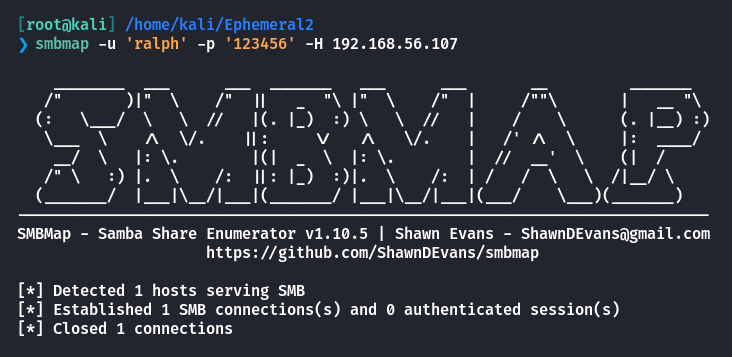 [root@kali] /home/kali/Ephemeral2
❯ smbmap -u 'ralph' -p '123456' -H 192.168.56.107
SMBMAP
SMBMap - Samba Share Enumerator v1.10.5 | Shawn Evans - ShawnDEvans@gmail.com
https://github.com/ShawnDEvans/smbmap
[*] Detected 1 hosts serving SMB
[*] Established 1 SMB connections(s) and 0 authenticated session(s)
[*] Closed 1 connections